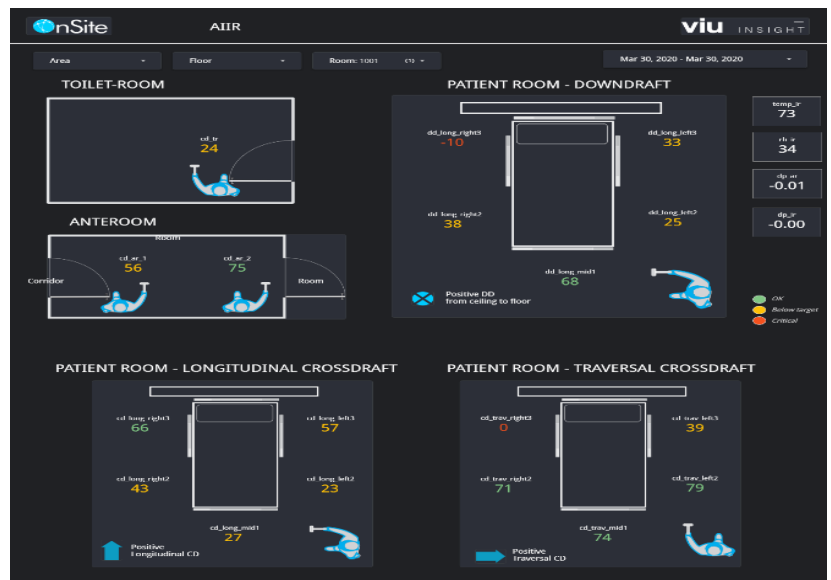 OnSite
AIIR
viu INSIGHT
Area
Floor
Room: 1001 (1)
Mar 30, 2020 - Mar 30, 2020
TOILET-ROOM
cd_tr
24
ANTEROOM
Room
cd_ar_1
56
cd_ar_2
75
Corridor
Room
PATIENT ROOM - DOWNDRAFT
dd_long_right3
-10
dd_long_left3
33
dd_long_right2
38
dd_long_left2
25
dd_long_mid1
68
Positive DD
from ceiling to floor
temp_ir
73
rh_ir
34
dp_ar
-0.01
dp_ir
-0.00
OK
Below target
Critical
PATIENT ROOM - LONGITUDINAL CROSSDRAFT
cd_long_right3
66
cd_long_left3
57
cd_long_right2
43
cd_long_left2
23
cd_long_mid1
27
Positive
Longitudinal CD
PATIENT ROOM - TRAVERSAL CROSSDRAFT
cd_trav_right3
0
cd_trav_left3
39
cd_trav_right2
71
cd_trav_left2
79
cd_trav_mid1
74
Positive
Traversal CD